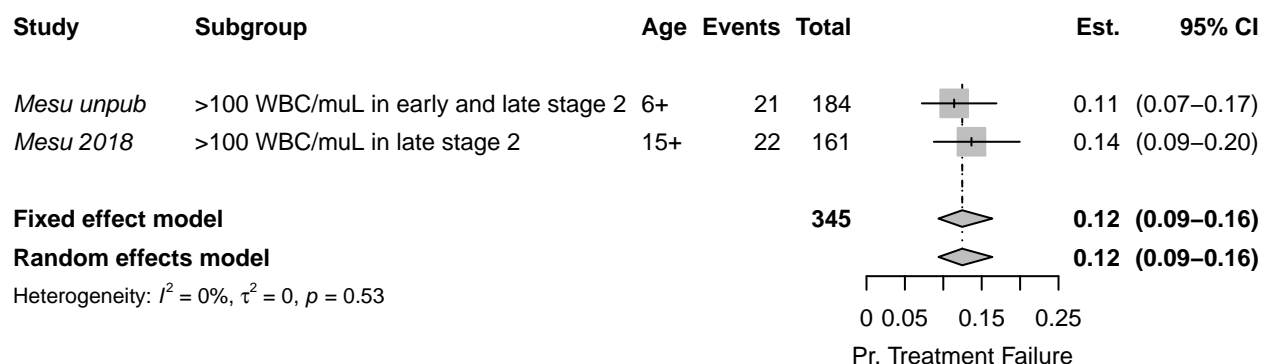 Study Subgroup Age Events Total Est. 95% CI
Mesu unpub >100 WBC/muL in early and late stage 2 6+ 21 184 0.11 (0.07−0.17)
Mesu 2018 >100 WBC/muL in late stage 2 15+ 22 161 0.14 (0.09−0.20)
Fixed effect model 345 0.12 (0.09−0.16)
Random effects model 0.12 (0.09−0.16)
Heterogeneity: I² = 0%, τ² = 0, p = 0.53
0 0.05 0.15 0.25
Pr. Treatment Failure